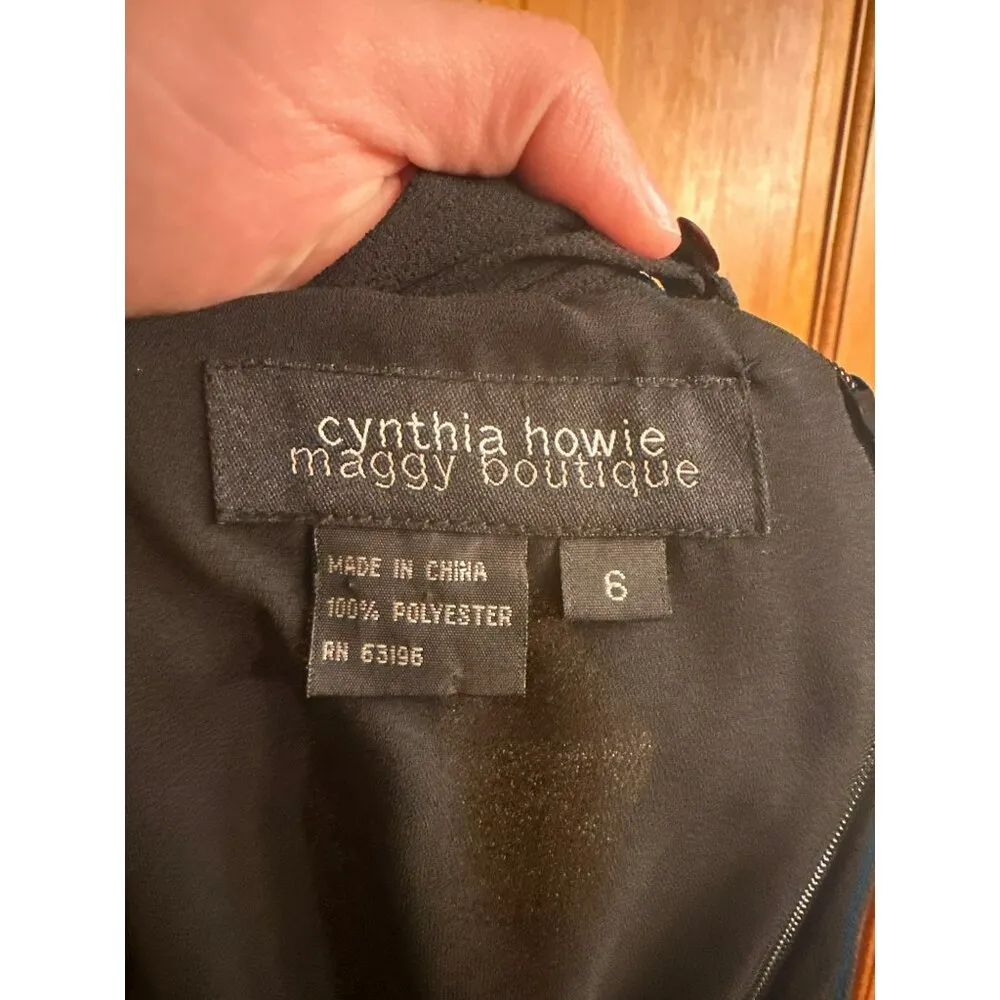 cynthia howie
maggy boutique
MADE IN CHINA
100% POLYESTER
RN 63196
6